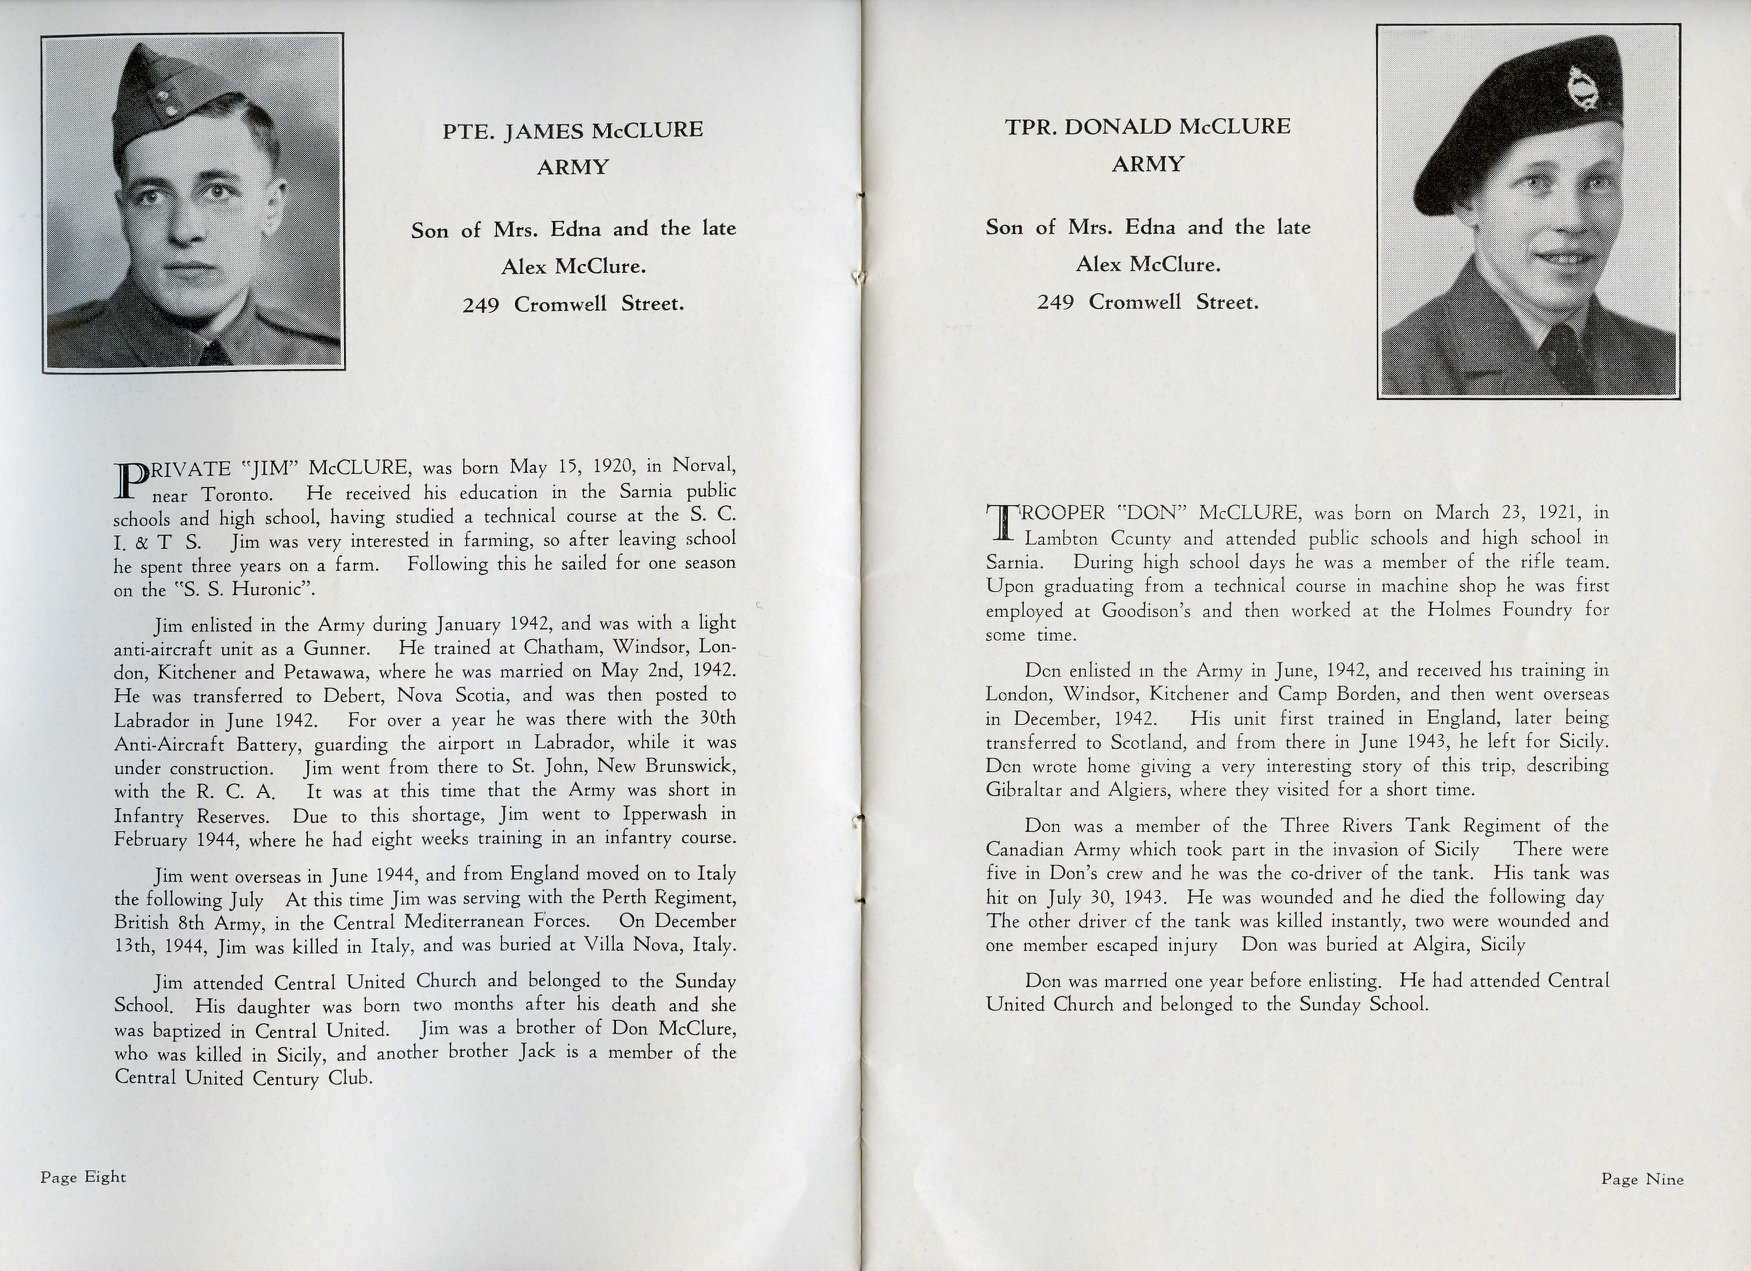 PTE. JAMES McCLURE
ARMY
Son of Mrs. Edna and the late
Alex McClure.
249 Cromwell Street.
PRIVATE "JIM" McCLURE, was born May 15, 1920, in Norval,
near Toronto. He received his education in the Sarnia public
schools and high school, having studied a technical course at the S. C.
I. & T S. Jim was very interested in farming, so after leaving school
he spent three years on a farm. Following this he sailed for one season
on the "S. S. Huronic".
Jim enlisted in the Army during January 1942, and was with a light
anti-aircraft unit as a Gunner. He trained at Chatham, Windsor, Lon-
don, Kitchener and Petawawa, where he was married on May 2nd, 1942.
He was transferred to Debert, Nova Scotia, and was then posted to
Labrador in June 1942. For over a year he was there with the 30th
Anti-Aircraft Battery, guarding the airport in Labrador, while it was
under construction. Jim went from there to St. John, New Brunswick,
with the R. C. A. It was at this time that the Army was short in
Infantry Reserves. Due to this shortage, Jim went to Ipperwash in
February 1944, where he had eight weeks training in an infantry course.
Jim went overseas in June 1944, and from England moved on to Italy
the following July At this time Jim was serving with the Perth Regiment,
British 8th Army, in the Central Mediterranean Forces. On December
13th, 1944, Jim was killed in Italy, and was buried at Villa Nova, Italy.
Jim attended Central United Church and belonged to the Sunday
School. His daughter was born two months after his death and she
was baptized in Central United. Jim was a brother of Don McClure,
who was killed in Sicily, and another brother Jack is a member of the
Central United Century Club.
Page Eight
TPR. DONALD McCLURE
ARMY
Son of Mrs. Edna and the late
Alex McClure.
249 Cromwell Street.
TROOPER "DON" McCLURE, was born on March 23, 1921, in
Lambton County and attended public schools and high school in
Sarnia. During high school days he was a member of the rifle team.
Upon graduating from a technical course in machine shop he was first
employed at Goodison's and then worked at the Holmes Foundry for
some time.
Don enlisted in the Army in June, 1942, and received his training in
London, Windsor, Kitchener and Camp Borden, and then went overseas
in December, 1942. His unit first trained in England, later being
transferred to Scotland, and from there in June 1943, he left for Sicily.
Don wrote home giving a very interesting story of this trip, describing
Gibraltar and Algiers, where they visited for a short time.
Don was a member of the Three Rivers Tank Regiment of the
Canadian Army which took part in the invasion of Sicily There were
five in Don's crew and he was the co-driver of the tank. His tank was
hit on July 30, 1943. He was wounded and he died the following day
The other driver of the tank was killed instantly, two were wounded and
one member escaped injury Don was buried at Algira, Sicily
Don was married one year before enlisting. He had attended Central
United Church and belonged to the Sunday School.
Page Nine